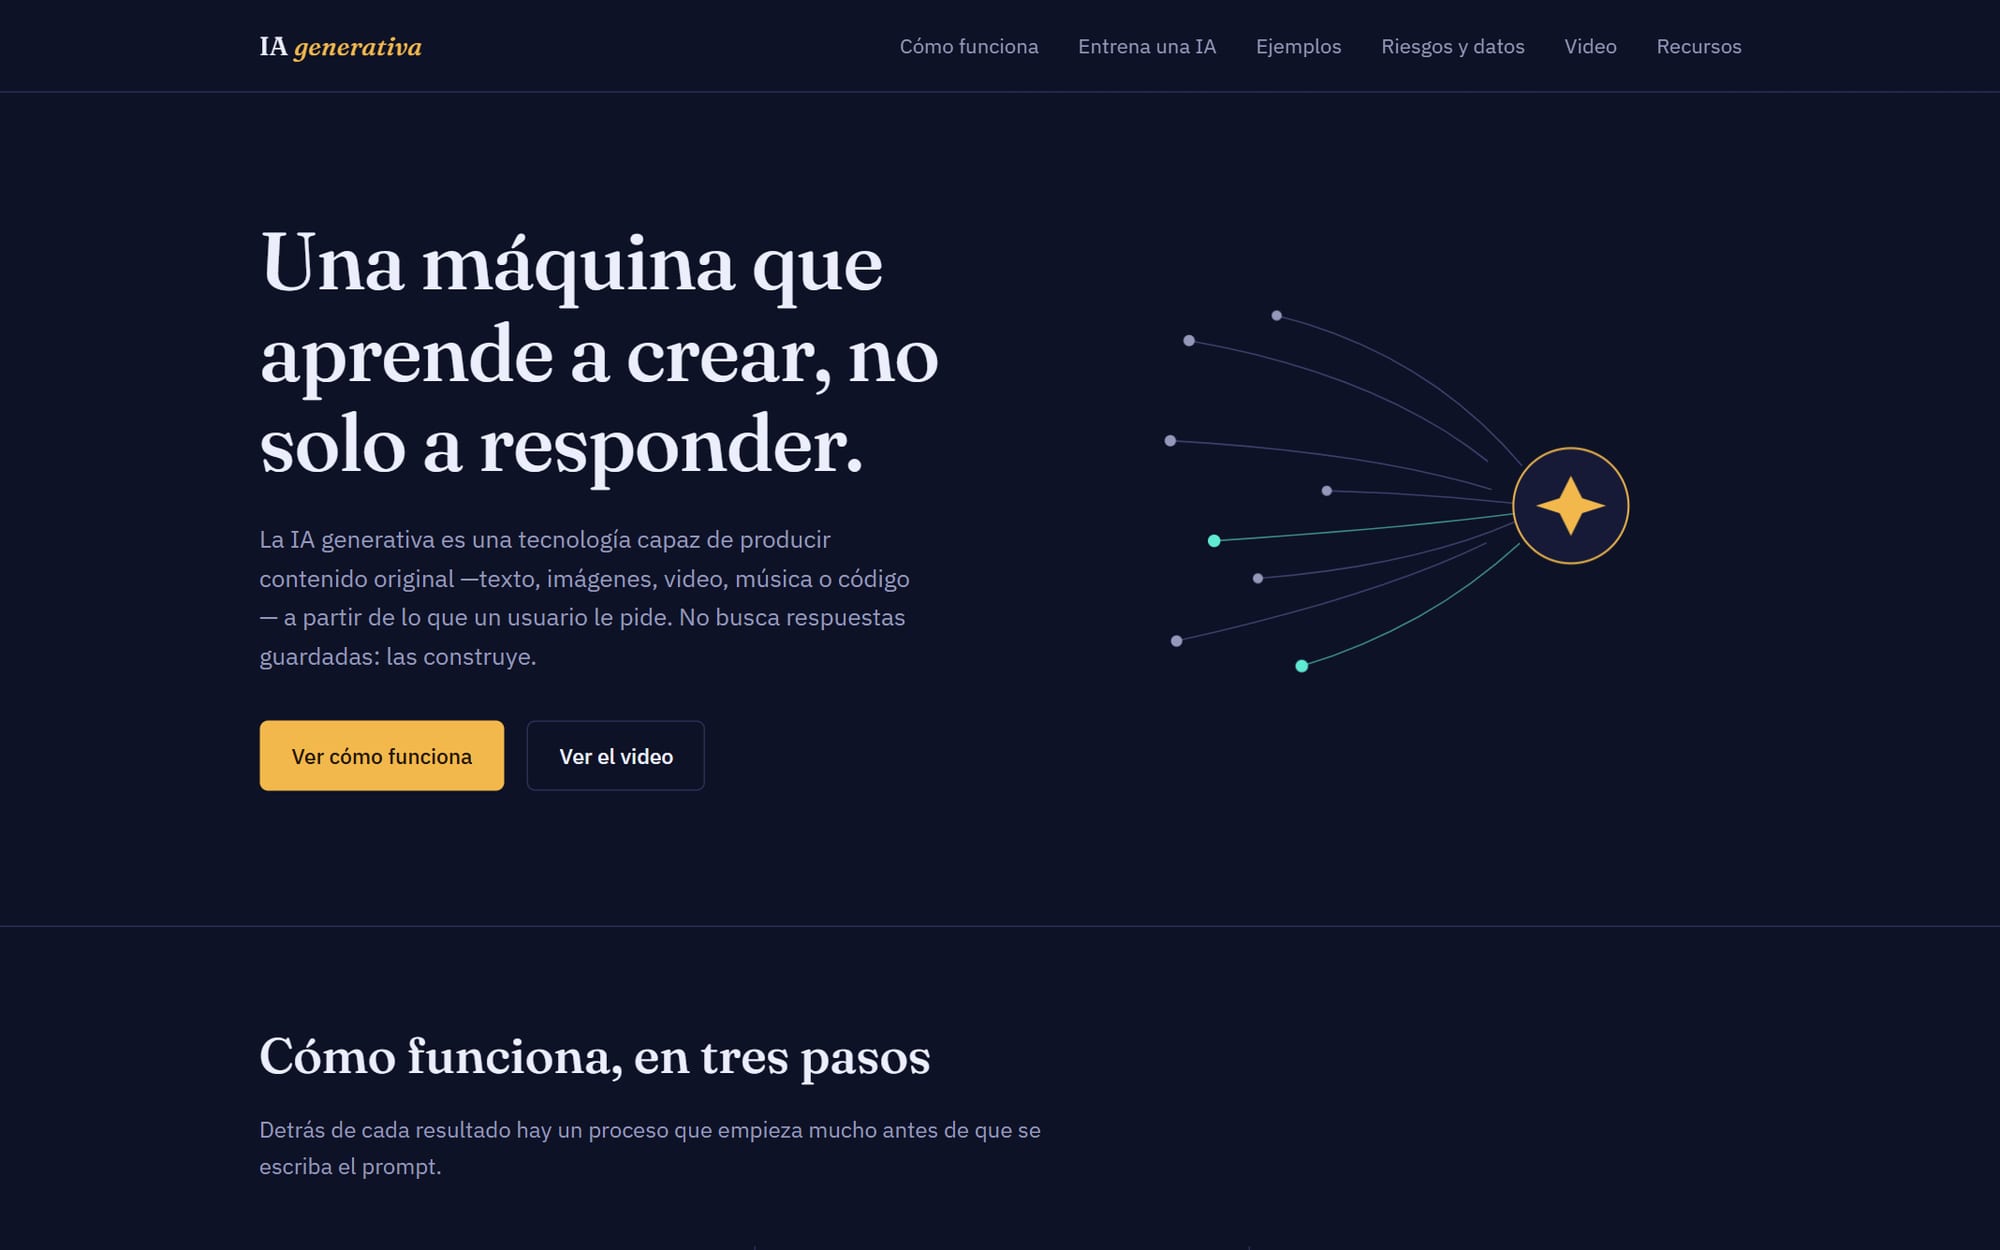 IA generativa
Cómo funciona
Entrena una IA
Ejemplos
Riesgos y datos
Video
Recursos
Una máquina que
aprende a crear, no
solo a responder.
La IA generativa es una tecnología capaz de producir
contenido original —texto, imágenes, video, música o código
— a partir de lo que un usuario le pide. No busca respuestas
guardadas: las construye.
Ver cómo funciona
Ver el video
Cómo funciona, en tres pasos
Detrás de cada resultado hay un proceso que empieza mucho antes de que se
escriba el prompt.